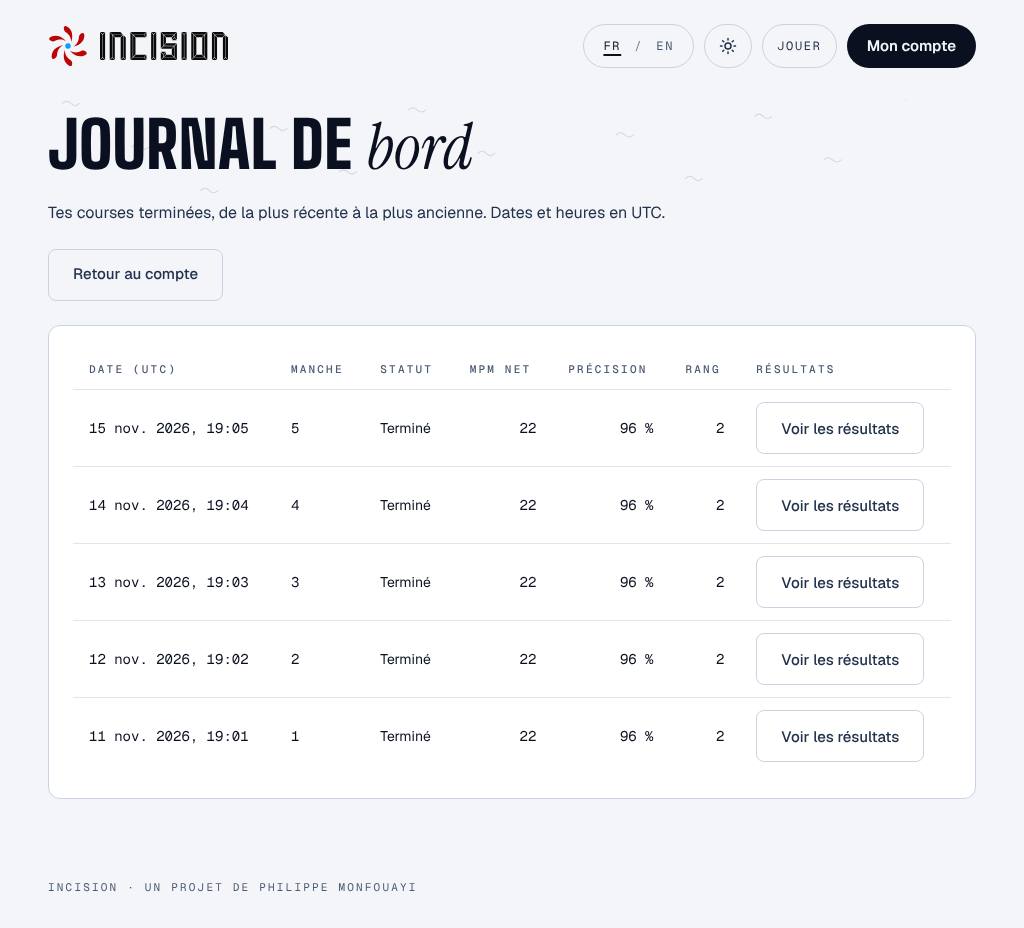 INCISION
FR / EN
JOUER
Mon compte
JOURNAL DE bord
Tes courses terminées, de la plus récente à la plus ancienne. Dates et heures en UTC.
Retour au compte
DATE (UTC) MANCHE STATUT MPM NET PRÉCISION RANG RÉSULTATS
15 nov. 2026, 19:05 5 Terminé 22 96 % 2 Voir les résultats
14 nov. 2026, 19:04 4 Terminé 22 96 % 2 Voir les résultats
13 nov. 2026, 19:03 3 Terminé 22 96 % 2 Voir les résultats
12 nov. 2026, 19:02 2 Terminé 22 96 % 2 Voir les résultats
11 nov. 2026, 19:01 1 Terminé 22 96 % 2 Voir les résultats
INCISION · UN PROJET DE PHILIPPE MONFOUAYI